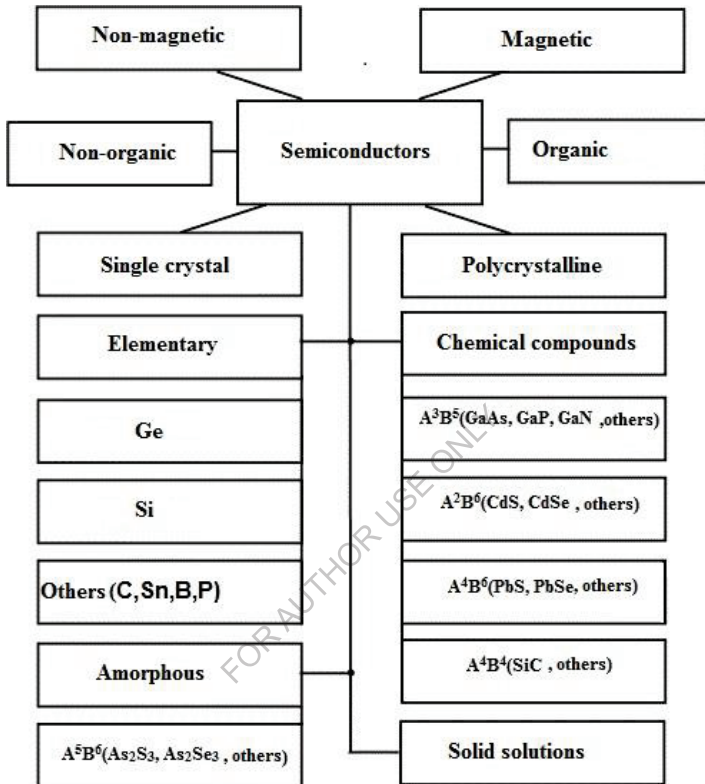 Non-magnetic
Magnetic
Non-organic
Semiconductors
Organic
Single crystal
Polycrystalline
Elementary
Chemical compounds
Ge
A³B⁵(GaAs, GaP, GaN ,others)
Si
A²B⁶(CdS, CdSe , others)
Others (C,Sn,B,P)
A⁴B⁶(PbS, PbSe, others)
Amorphous
A⁴B⁴(SiC , others)
A⁵B⁶(As₂S₃, As₂Se₃ , others)
Solid solutions
FOR AUTHOR USE ONLY